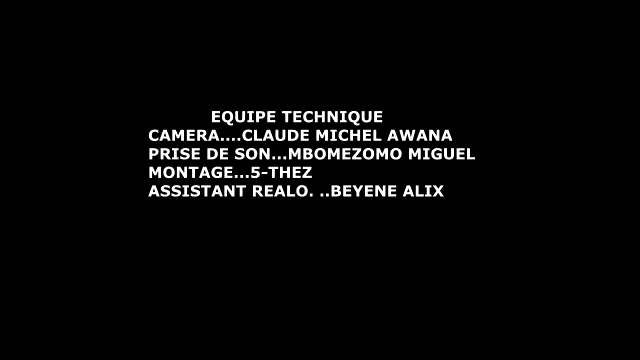 EQUIPE TECHNIQUE
CAMERA....CLAUDE MICHEL AWANA
PRISE DE SON...MBOMEZOMO MIGUEL
MONTAGE...5-THEZ
ASSISTANT REALO. ..BEYENE ALIX